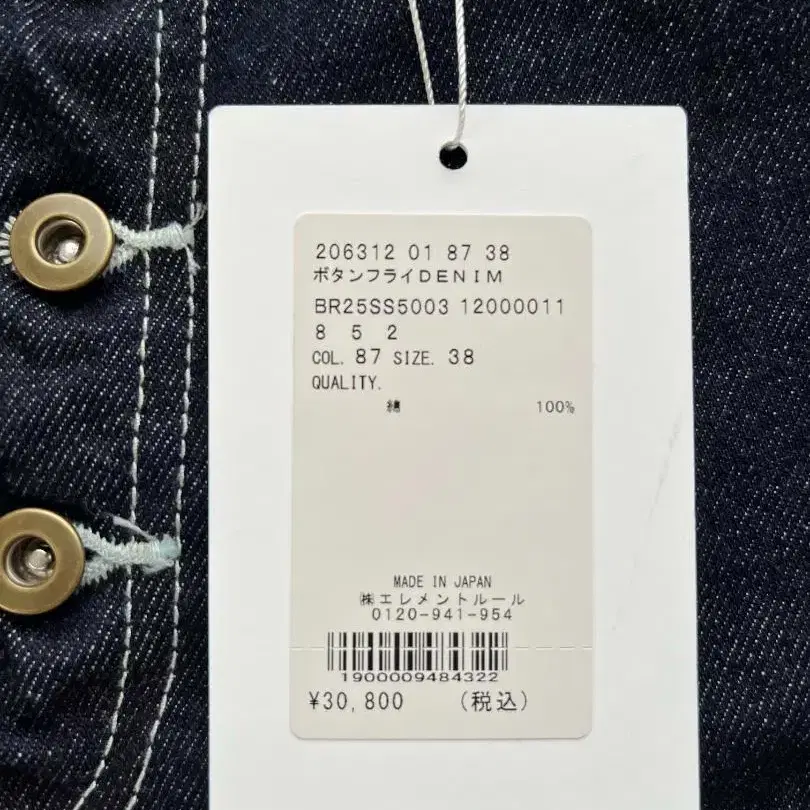 206312 01 87 38
ボタンフライDENIM
BR25SS5003 12000011
8 5 2
COL. 87 SIZE. 38
QUALITY.
綿 100%
MADE IN JAPAN
㈱エレメントルール
0120-941-954
1900009484322
¥30,800 (税込)